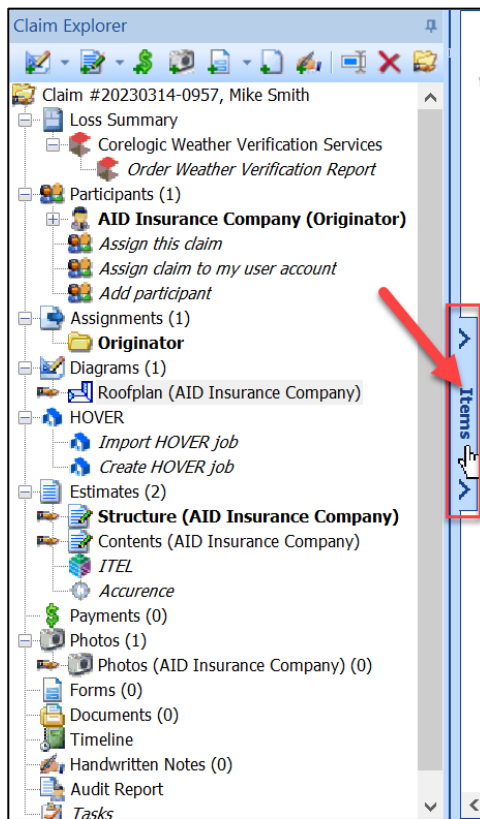 Claim Explorer
Claim #20230314-0957, Mike Smith
Loss Summary
Corelogic Weather Verification Services
Order Weather Verification Report
Participants (1)
AID Insurance Company (Originator)
Assign this claim
Assign claim to my user account
Add participant
Assignments (1)
Originator
Diagrams (1)
Roofplan (AID Insurance Company)
HOVER
Import HOVER job
Create HOVER job
Estimates (2)
Structure (AID Insurance Company)
Contents (AID Insurance Company)
ITEL
Accurence
Payments (0)
Photos (1)
Photos (AID Insurance Company) (0)
Forms (0)
Documents (0)
Timeline
Handwritten Notes (0)
Audit Report
Tasks
Items